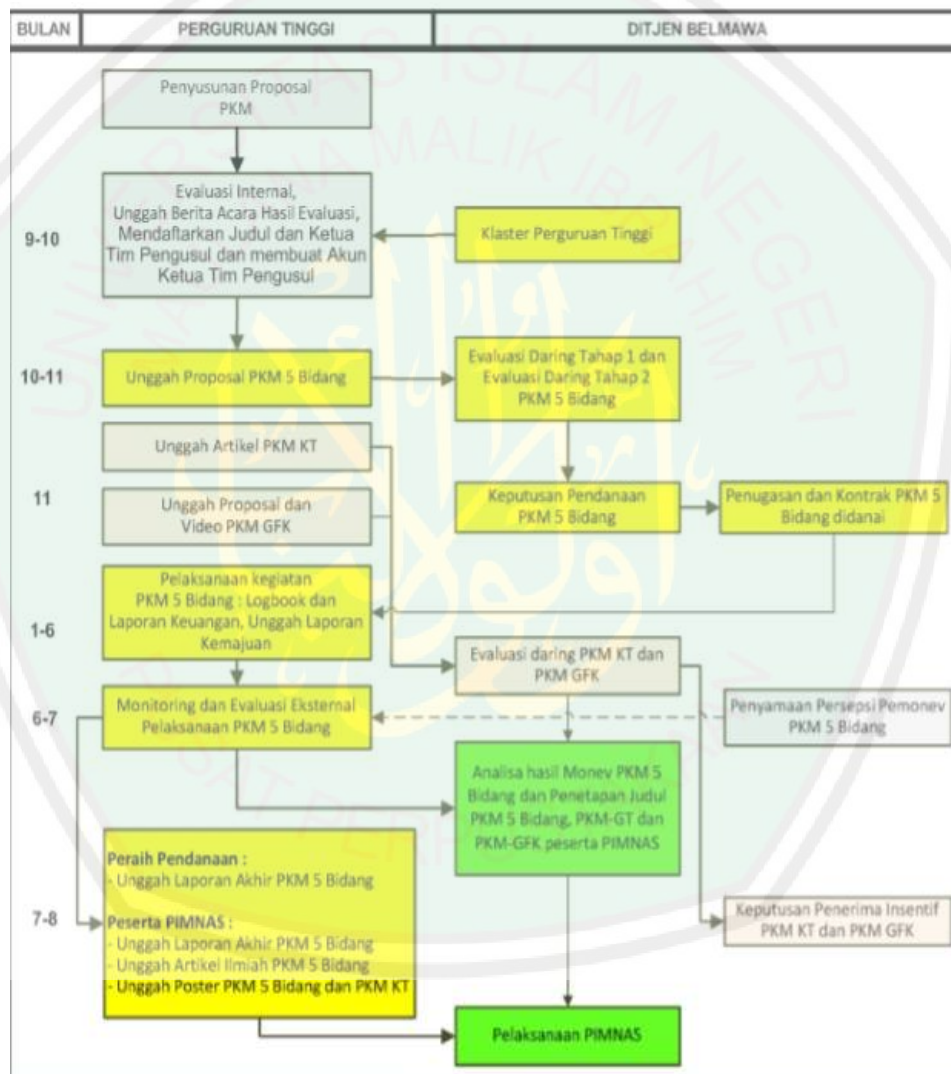 BULAN PERGURUAN TINGGI DITJEN BELMAWA
Penyusunan Proposal
PKM
9-10
Evaluasi Internal,
Unggah Berita Acara Hasil Evaluasi,
Mendaftarkan Judul dan Ketua
Tim Pengusul dan membuat Akun
Ketua Tim Pengusul
Klaster Perguruan Tinggi
10-11
Unggah Proposal PKM 5 Bidang
Evaluasi Daring Tahap 1 dan
Evaluasi Daring Tahap 2
PKM 5 Bidang
Unggah Artikel PKM KT
11
Unggah Proposal dan
Video PKM GFK
Keputusan Pendanaan
PKM 5 Bidang
Penugasan dan Kontrak PKM 5
Bidang didanai
1-6
Pelaksanaan kegiatan
PKM 5 Bidang : Logbook dan
Laporan Keuangan, Unggah Laporan
Kemajuan
Evaluasi daring PKM KT dan
PKM GFK
6-7
Monitoring dan Evaluasi Eksternal
Pelaksanaan PKM 5 Bidang
Penyamaan Persepsi Pemonev
PKM 5 Bidang
Analisa hasil Monev PKM 5
Bidang dan Penetapan Judul
PKM 5 Bidang, PKM-GT dan
PKM-GFK peserta PIMNAS
7-8
Peraih Pendanaan :
- Unggah Laporan Akhir PKM 5 Bidang
Peserta PIMNAS :
- Unggah Laporan Akhir PKM 5 Bidang
- Unggah Artikel Ilmiah PKM 5 Bidang
- Unggah Poster PKM 5 Bidang dan PKM KT
Keputusan Penerima Insentif
PKM KT dan PKM GFK
Pelaksanaan PIMNAS
UNIVERSITAS ISLAM NEGERI
MAULANA MALIK IBRAHIM